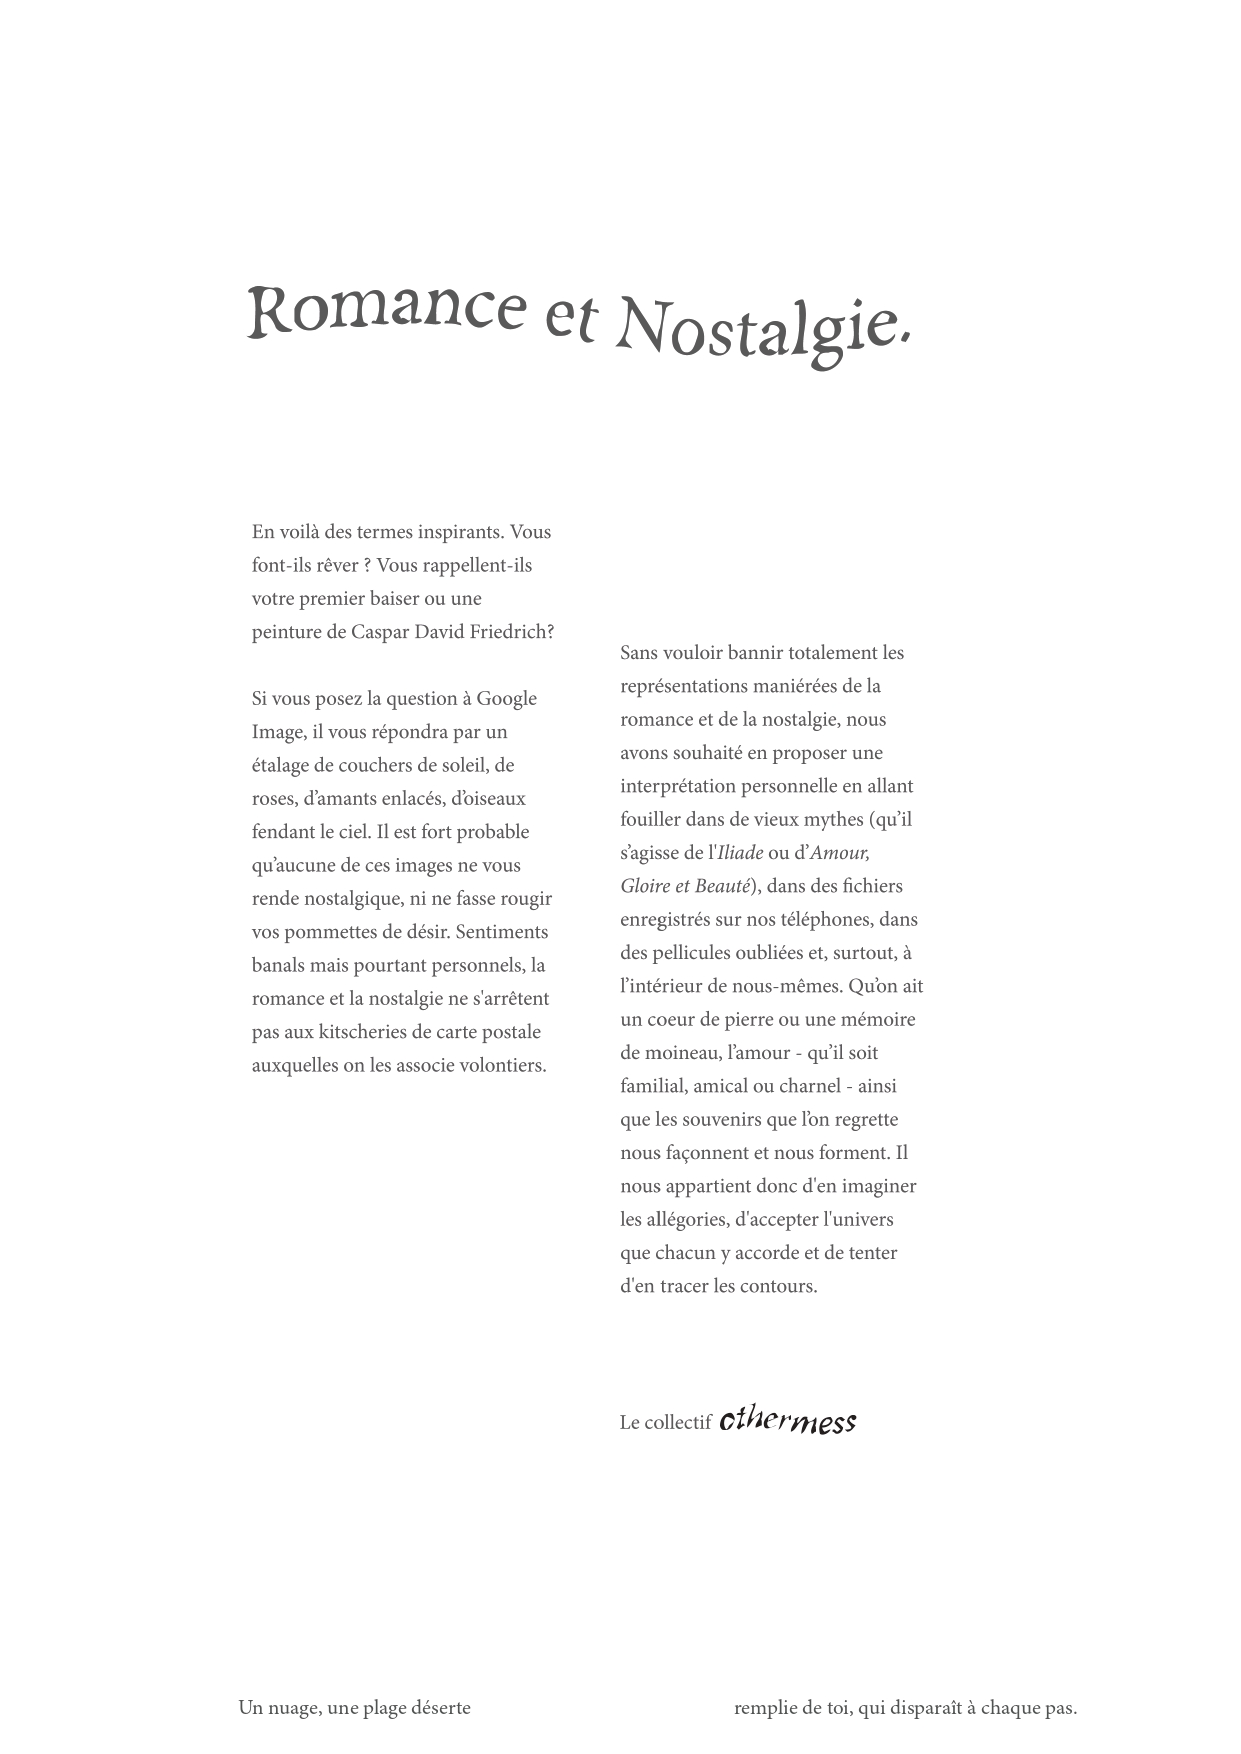 Romance et Nostalgie.
En voilà des termes inspirants. Vous
font-ils rêver ? Vous rappellent-ils
votre premier baiser ou une
peinture de Caspar David Friedrich?
Si vous posez la question à Google
Image, il vous répondra par un
étalage de couchers de soleil, de
roses, d’amants enlacés, d’oiseaux
fendant le ciel. Il est fort probable
qu’aucune de ces images ne vous
rende nostalgique, ni ne fasse rougir
vos pommettes de désir. Sentiments
banals mais pourtant personnels, la
romance et la nostalgie ne s'arrêtent
pas aux kitscheries de carte postale
auxquelles on les associe volontiers.
Sans vouloir bannir totalement les
représentations maniérées de la
romance et de la nostalgie, nous
avons souhaité en proposer une
interprétation personnelle en allant
fouiller dans de vieux mythes (qu’il
s’agisse de l'Iliade ou d’Amour,
Gloire et Beauté), dans des fichiers
enregistrés sur nos téléphones, dans
des pellicules oubliées et, surtout, à
l’intérieur de nous-mêmes. Qu’on ait
un coeur de pierre ou une mémoire
de moineau, l’amour - qu’il soit
familial, amical ou charnel - ainsi
que les souvenirs que l’on regrette
nous façonnent et nous forment. Il
nous appartient donc d'en imaginer
les allégories, d'accepter l'univers
que chacun y accorde et de tenter
d'en tracer les contours.
Le collectif othermess
Un nuage, une plage déserte
remplie de toi, qui disparaît à chaque pas.